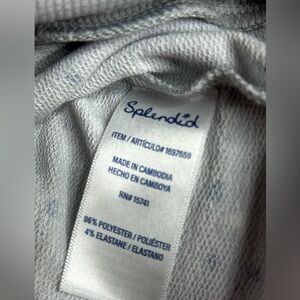 Splendid
ITEM / ARTÍCULO# 1697659
MADE IN CAMBODIA
HECHO EN CAMBOYA
RN# 15741
96% POLYESTER / POLIÉSTER
4% ELASTANE / ELASTANO